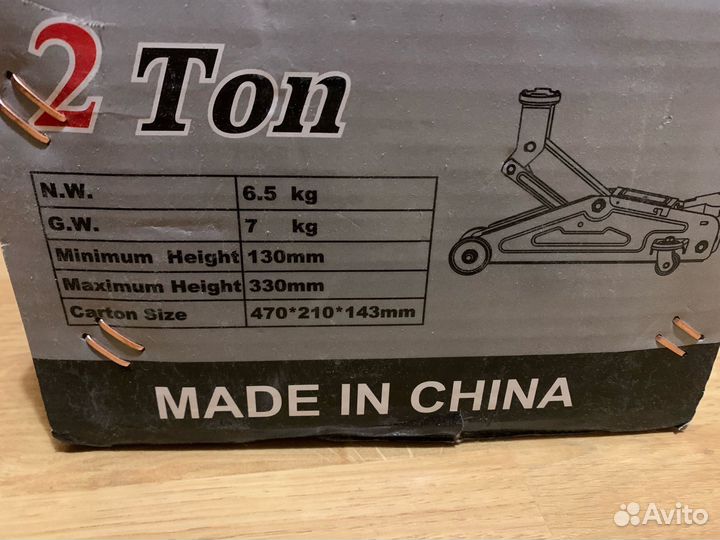 2 Ton
N.W. 6.5 kg
G.W. 7 kg
Minimum Height 130mm
Maximum Height 330mm
Carton Size 470*210*143mm
MADE IN CHINA
Avito